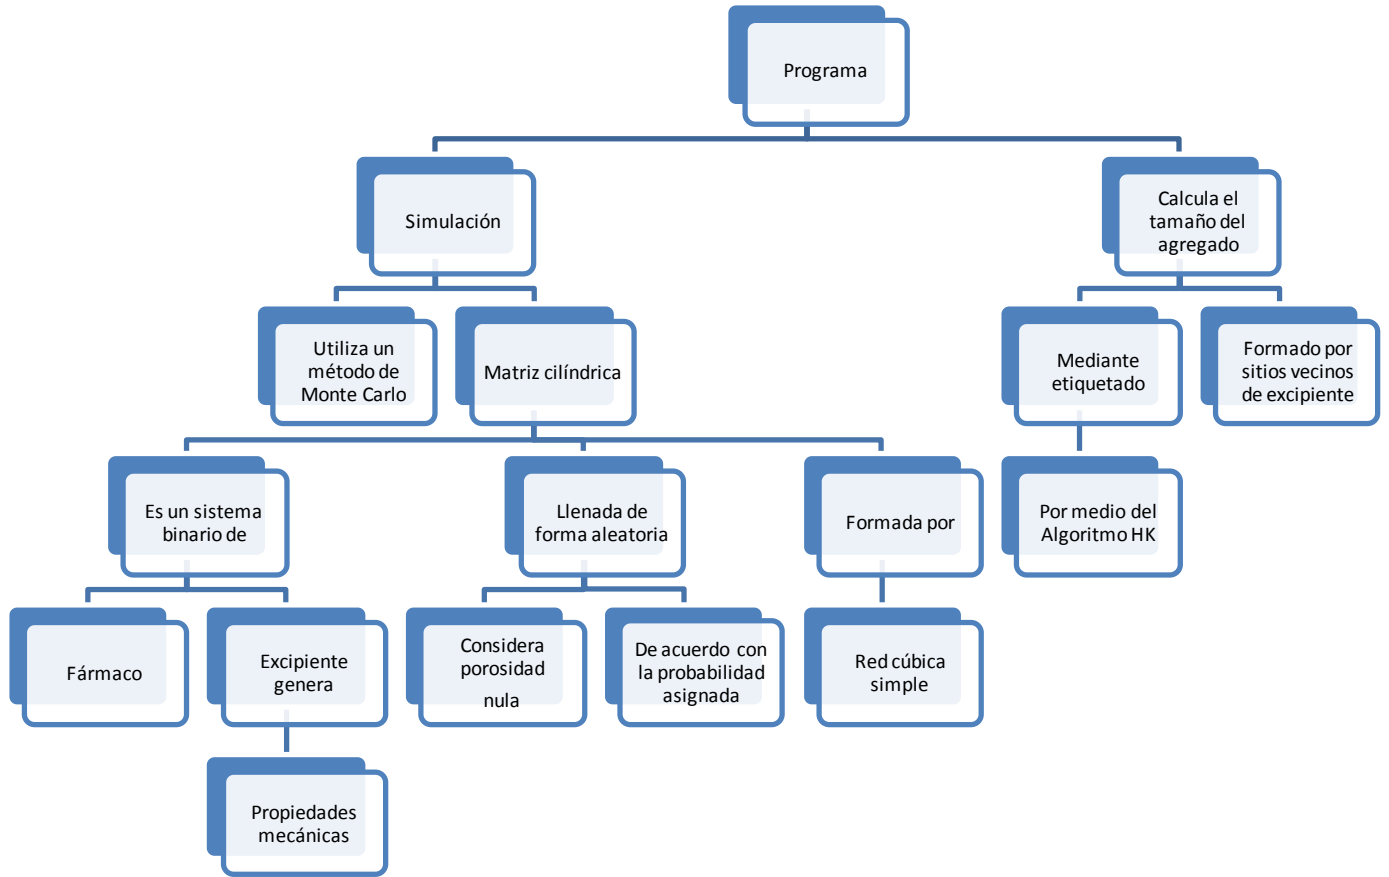 Programa
Simulación
Calcula el
tamaño del
agregado
Utiliza un
método de
Monte Carlo
Matriz cilíndrica
Mediante
etiquetado
Formado por
sitios vecinos
de excipiente
Es un sistema
binario de
Llenada de
forma aleatoria
Formada por
Por medio del
Algoritmo HK
Fármaco
Excipiente
genera
Considera
porosidad
nula
De acuerdo con
la probabilidad
asignada
Red cúbica
simple
Propiedades
mecánicas